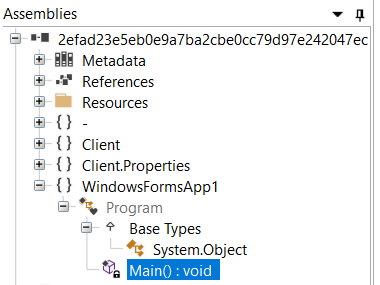 Assemblies
2efad23e5eb0e9a7ba2cbe0cc79d97e242047ec
Metadata
References
Resources
{ } -
{ } Client
{ } Client.Properties
{ } WindowsFormsApp1
Program
Base Types
System.Object
Main() : void